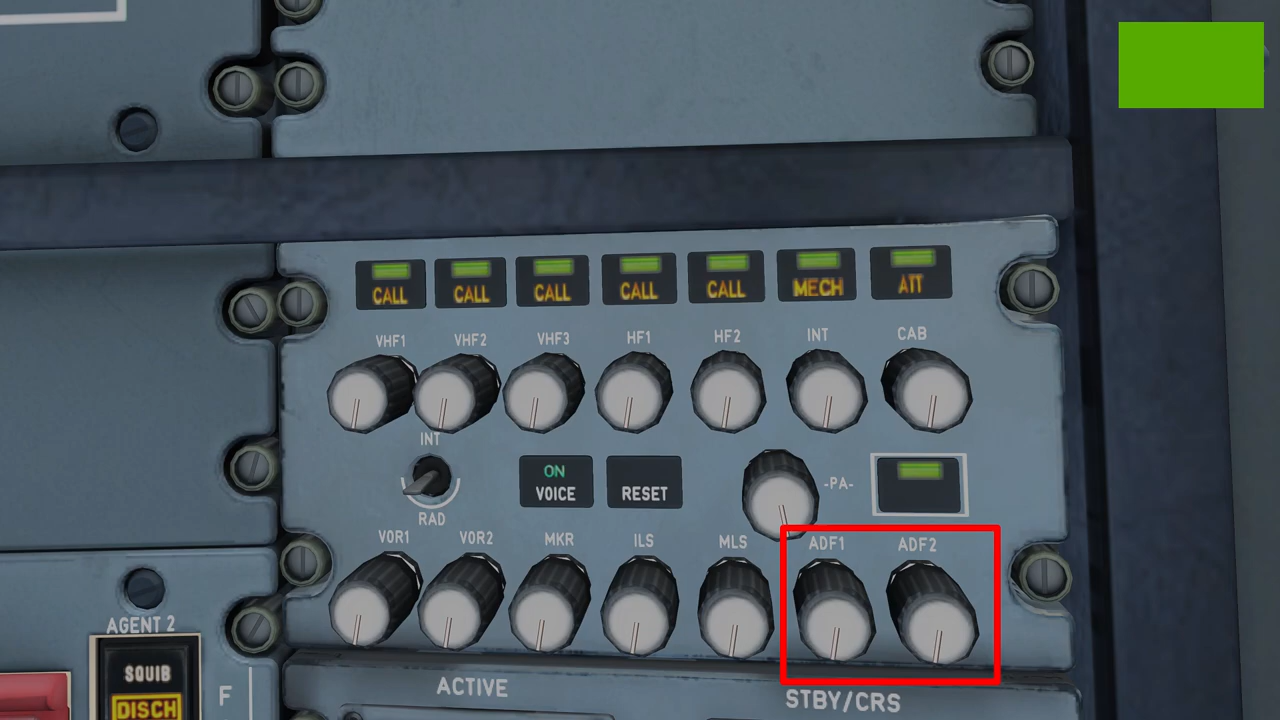 CALL CALL CALL CALL CALL MECH ATT
VHF1 VHF2 VHF3 HF1 HF2 INT CAB
INT
ON
VOICE RESET -PA-
RAD
VOR1 VOR2 MKR ILS MLS ADF1 ADF2
AGENT 2
SQUIB
DISCH
F
ACTIVE STBY/CRS